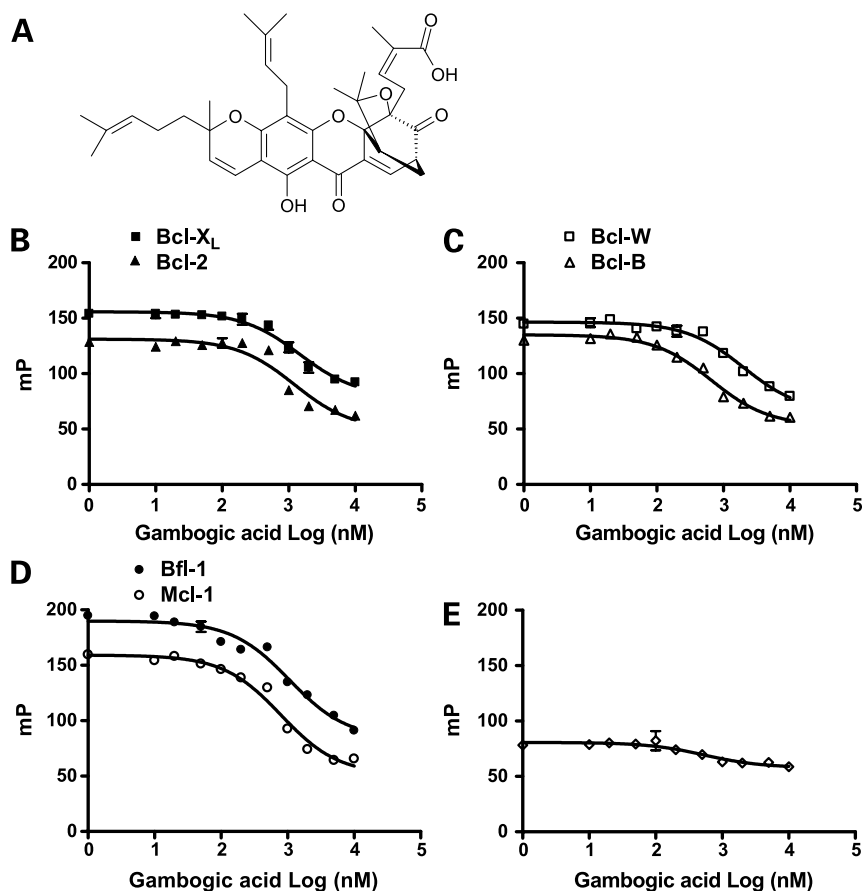 A
O
OH
O
O
O
O
O
OH
O
B
Bcl-XL
Bcl-2
200
150
100
50
0
mP
0 1 2 3 4 5
Gambogic acid Log (nM)
C
Bcl-W
Bcl-B
200
150
100
50
0
mP
0 1 2 3 4 5
Gambogic acid Log (nM)
D
Bfl-1
Mcl-1
200
150
100
50
0
mP
0 1 2 3 4 5
Gambogic acid Log (nM)
E
200
150
100
50
0
mP
0 1 2 3 4 5
Gambogic acid Log (nM)